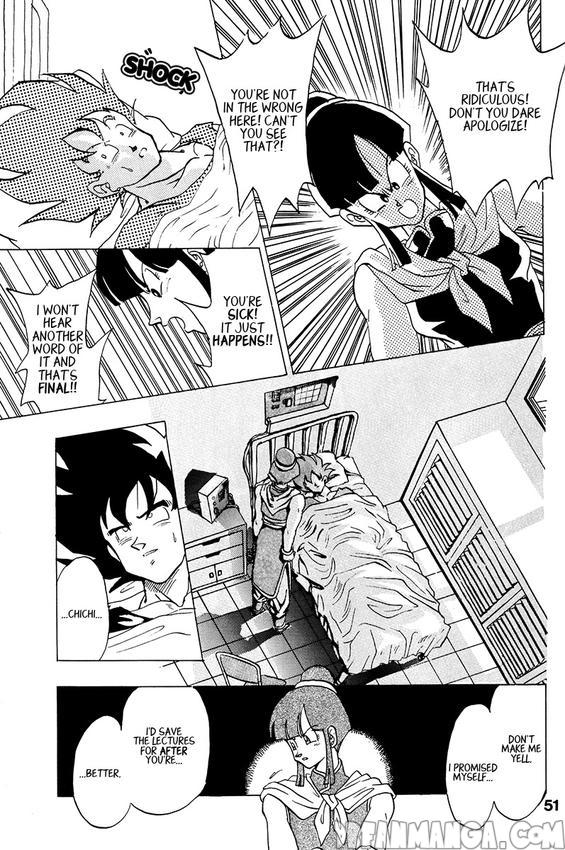 THAT'S
RIDICULOUS!
DON'T YOU DARE
APOLOGIZE!
YOU'RE NOT
IN THE WRONG
HERE! CAN'T
YOU SEE
THAT?!
SHOCK
YOU'RE
SICK!
IT JUST
HAPPENS!!
I WON'T
HEAR
ANOTHER
WORD OF
IT AND
THAT'S
FINAL!!
...CHICHI.
DON'T
MAKE ME
YELL.
I PROMISED
MYSELF...
I'D SAVE
THE LECTURES
FOR AFTER
YOU'RE...
...BETTER.
51
DREAMMANGA.COM